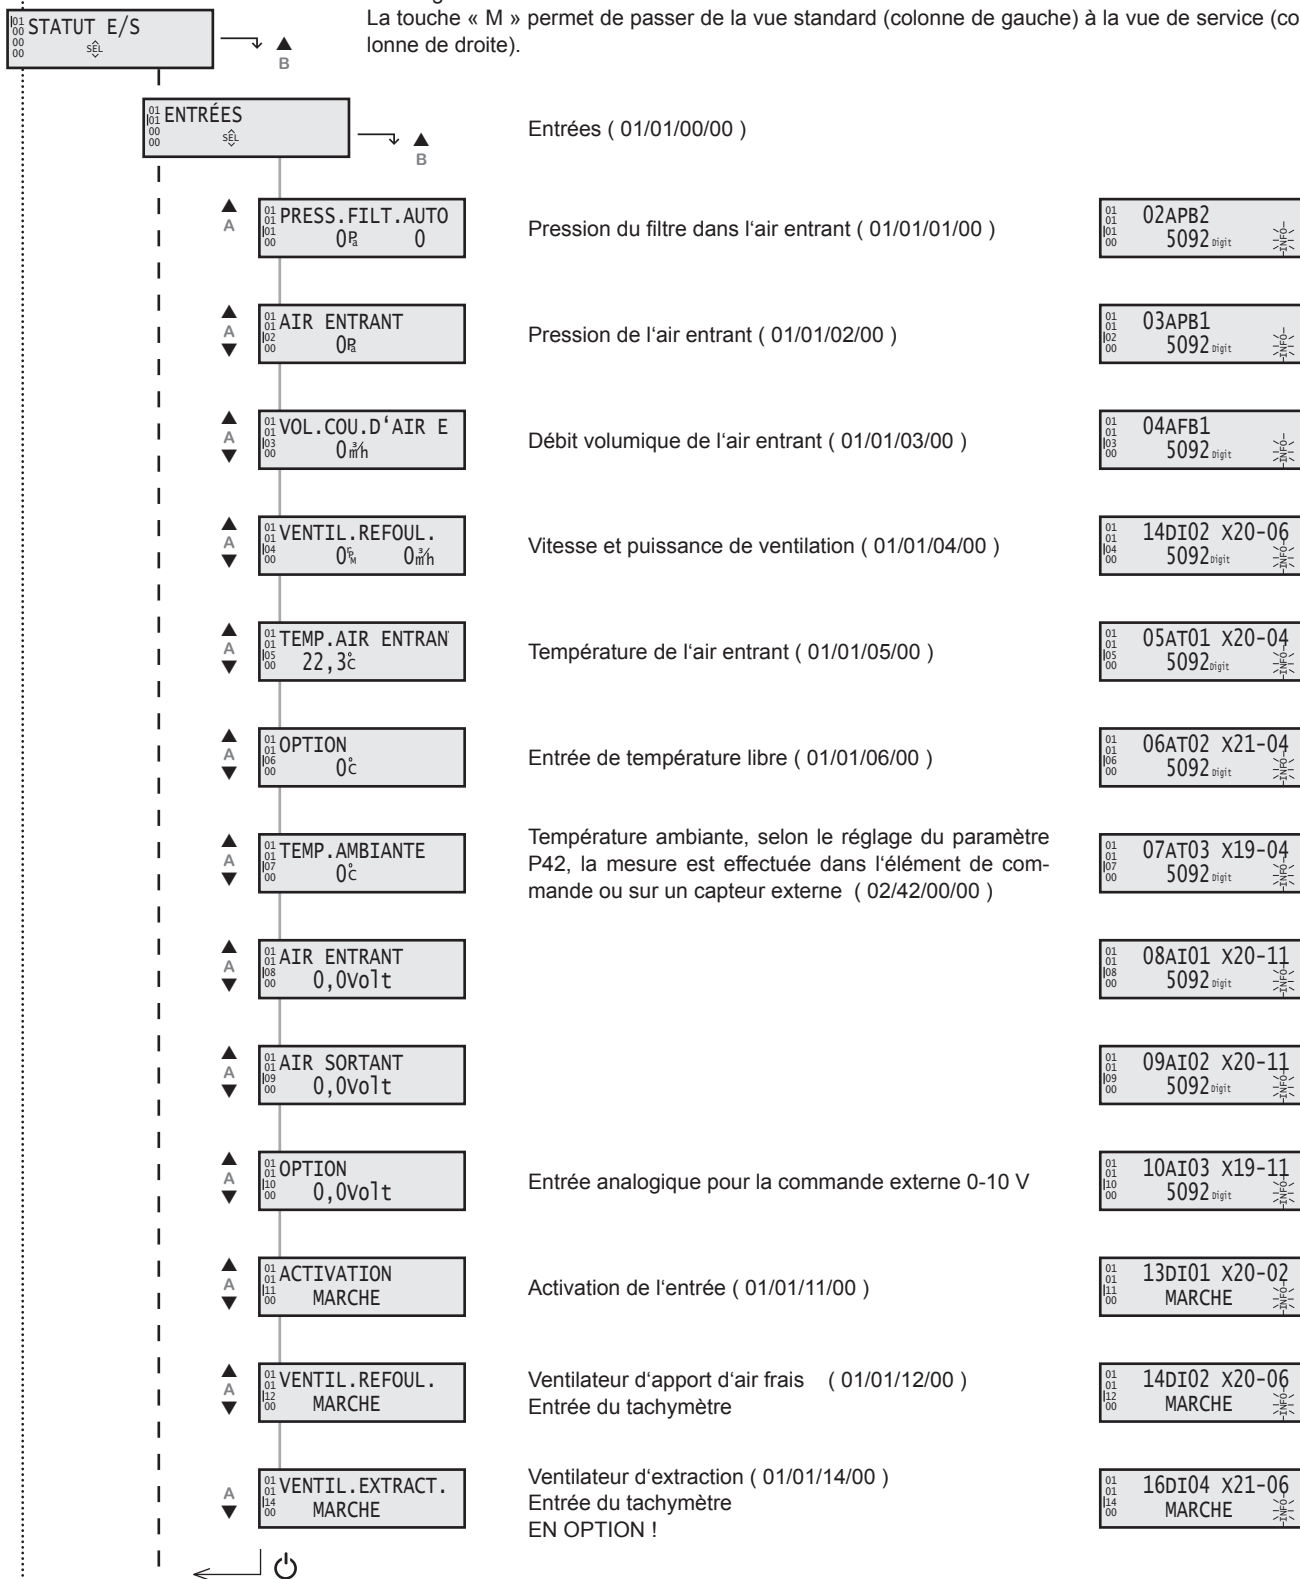 La touche « M » permet de passer de la vue standard (colonne de gauche) à la vue de service (co
lonne de droite).
01 00 00 00 STATUT E/S
SEL
B
01 01 00 00 ENTRÉES
SEL
B
Entrées ( 01/01/00/00 )
A
01 01 01 00 PRESS.FILT.AUTO
0Pa 0
Pression du filtre dans l‘air entrant ( 01/01/01/00 )
01 01 01 00 02APB2
5092 Digit INFO
A
01 01 02 00 AIR ENTRANT
0Pa
Pression de l‘air entrant ( 01/01/02/00 )
01 01 02 00 03APB1
5092 Digit INFO
A
01 01 03 00 VOL.COU.D‘AIR E
0m³/h
Débit volumique de l‘air entrant ( 01/01/03/00 )
01 01 03 00 04AFB1
5092 Digit INFO
A
01 01 04 00 VENTIL.REFOUL.
0 0m³/h
Vitesse et puissance de ventilation ( 01/01/04/00 )
01 01 04 00 14DI02 X20-06
5092 Digit INFO
A
01 01 05 00 TEMP.AIR ENTRAN
22,3°C
Température de l‘air entrant ( 01/01/05/00 )
01 01 05 00 05AT01 X20-04
5092 Digit INFO
A
01 01 06 00 OPTION
0°C
Entrée de température libre ( 01/01/06/00 )
01 01 06 00 06AT02 X21-04
5092 Digit INFO
A
01 01 07 00 TEMP.AMBIANTE
0°C
Température ambiante, selon le réglage du paramètre
P42, la mesure est effectuée dans l‘élément de com-
mande ou sur un capteur externe ( 02/42/00/00 )
01 01 07 00 07AT03 X19-04
5092 Digit INFO
A
01 01 08 00 AIR ENTRANT
0,0Volt
01 01 08 00 08AI01 X20-11
5092 Digit INFO
A
01 01 09 00 AIR SORTANT
0,0Volt
01 01 09 00 09AI02 X20-11
5092 Digit INFO
A
01 01 10 00 OPTION
0,0Volt
Entrée analogique pour la commande externe 0-10 V
01 01 10 00 10AI03 X19-11
5092 Digit INFO
A
01 01 11 00 ACTIVATION
MARCHE
Activation de l‘entrée ( 01/01/11/00 )
01 01 11 00 13DI01 X20-02
MARCHE INFO
A
01 01 12 00 VENTIL.REFOUL.
MARCHE
Ventilateur d‘apport d‘air frais ( 01/01/12/00 )
Entrée du tachymètre
01 01 12 00 14DI02 X20-06
MARCHE INFO
A
01 01 14 00 VENTIL.EXTRACT.
MARCHE
Ventilateur d‘extraction ( 01/01/14/00 )
Entrée du tachymètre
EN OPTION !
01 01 14 00 16DI04 X21-06
MARCHE INFO